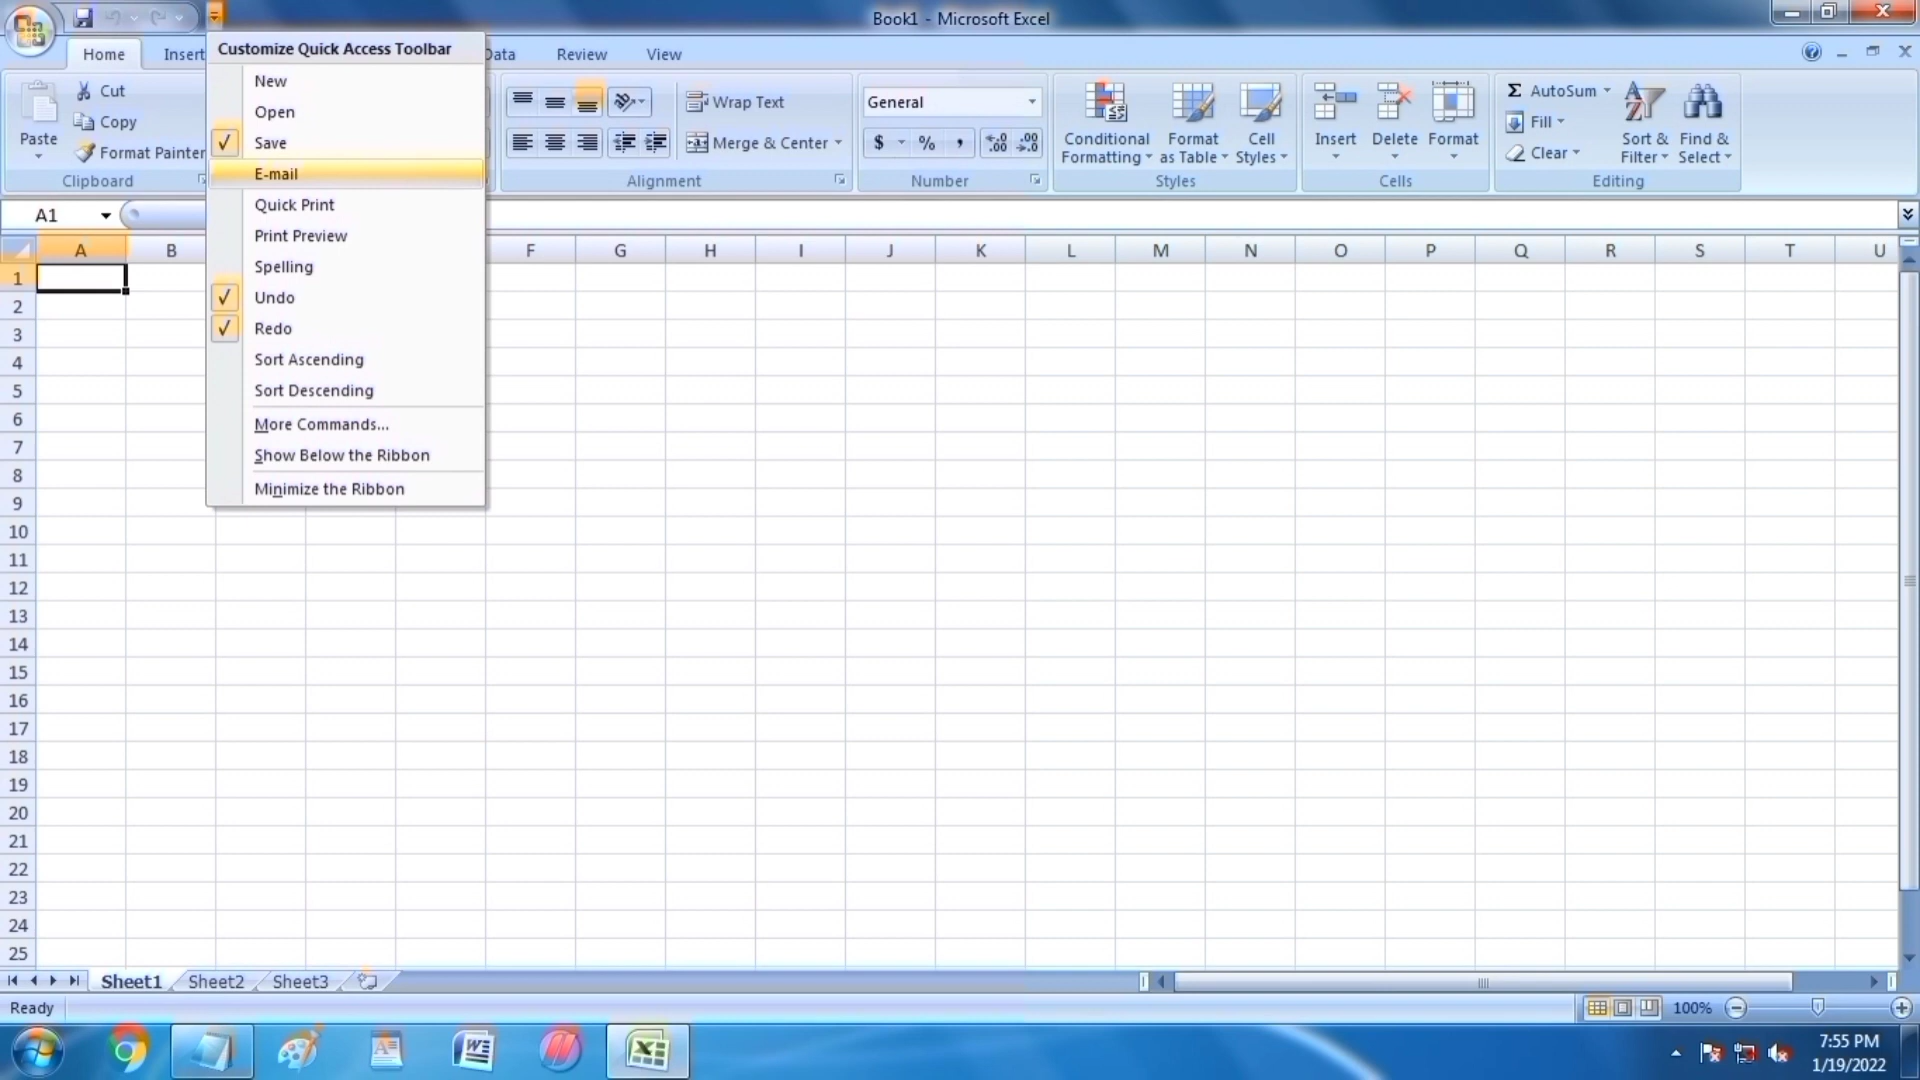 Book1 - Microsoft Excel
Home
Insert
Data
Review
View
Customize Quick Access Toolbar
New
Open
Save
E-mail
Quick Print
Print Preview
Spelling
Undo
Redo
Sort Ascending
Sort Descending
More Commands...
Show Below the Ribbon
Minimize the Ribbon
Paste
Cut
Copy
Format Painter
Clipboard
Wrap Text
Merge & Center
Alignment
General
$ % , .0 .00 .00 .0
Number
Conditional Formatting
Format as Table
Cell Styles
Styles
Insert
Delete
Format
Cells
Σ AutoSum
Fill
Clear
Sort & Filter
Find & Select
Editing
A1
A B F G H I J K L M N O P Q R S T U
1
2
3
4
5
6
7
8
9
10
11
12
13
14
15
16
17
18
19
20
21
22
23
24
25
Sheet1 Sheet2 Sheet3
Ready
100%
7:55 PM
1/19/2022